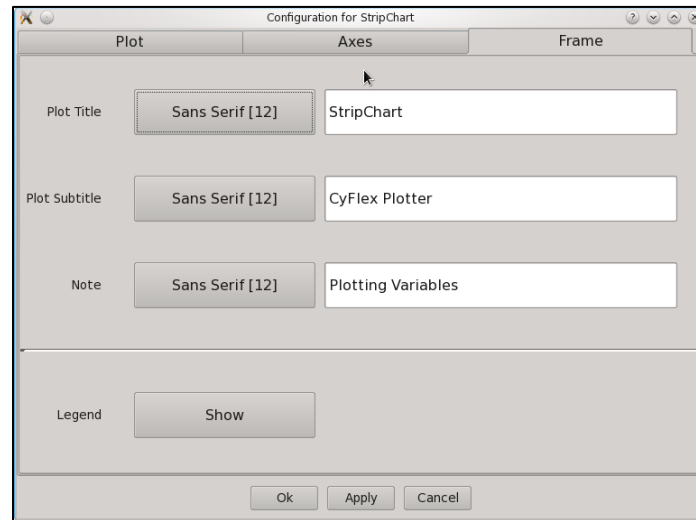 Configuration for StripChart
Plot Axes Frame
Plot Title Sans Serif [12] StripChart
Plot Subtitle Sans Serif [12] CyFlex Plotter
Note Sans Serif [12] Plotting Variables
Legend Show
Ok Apply Cancel